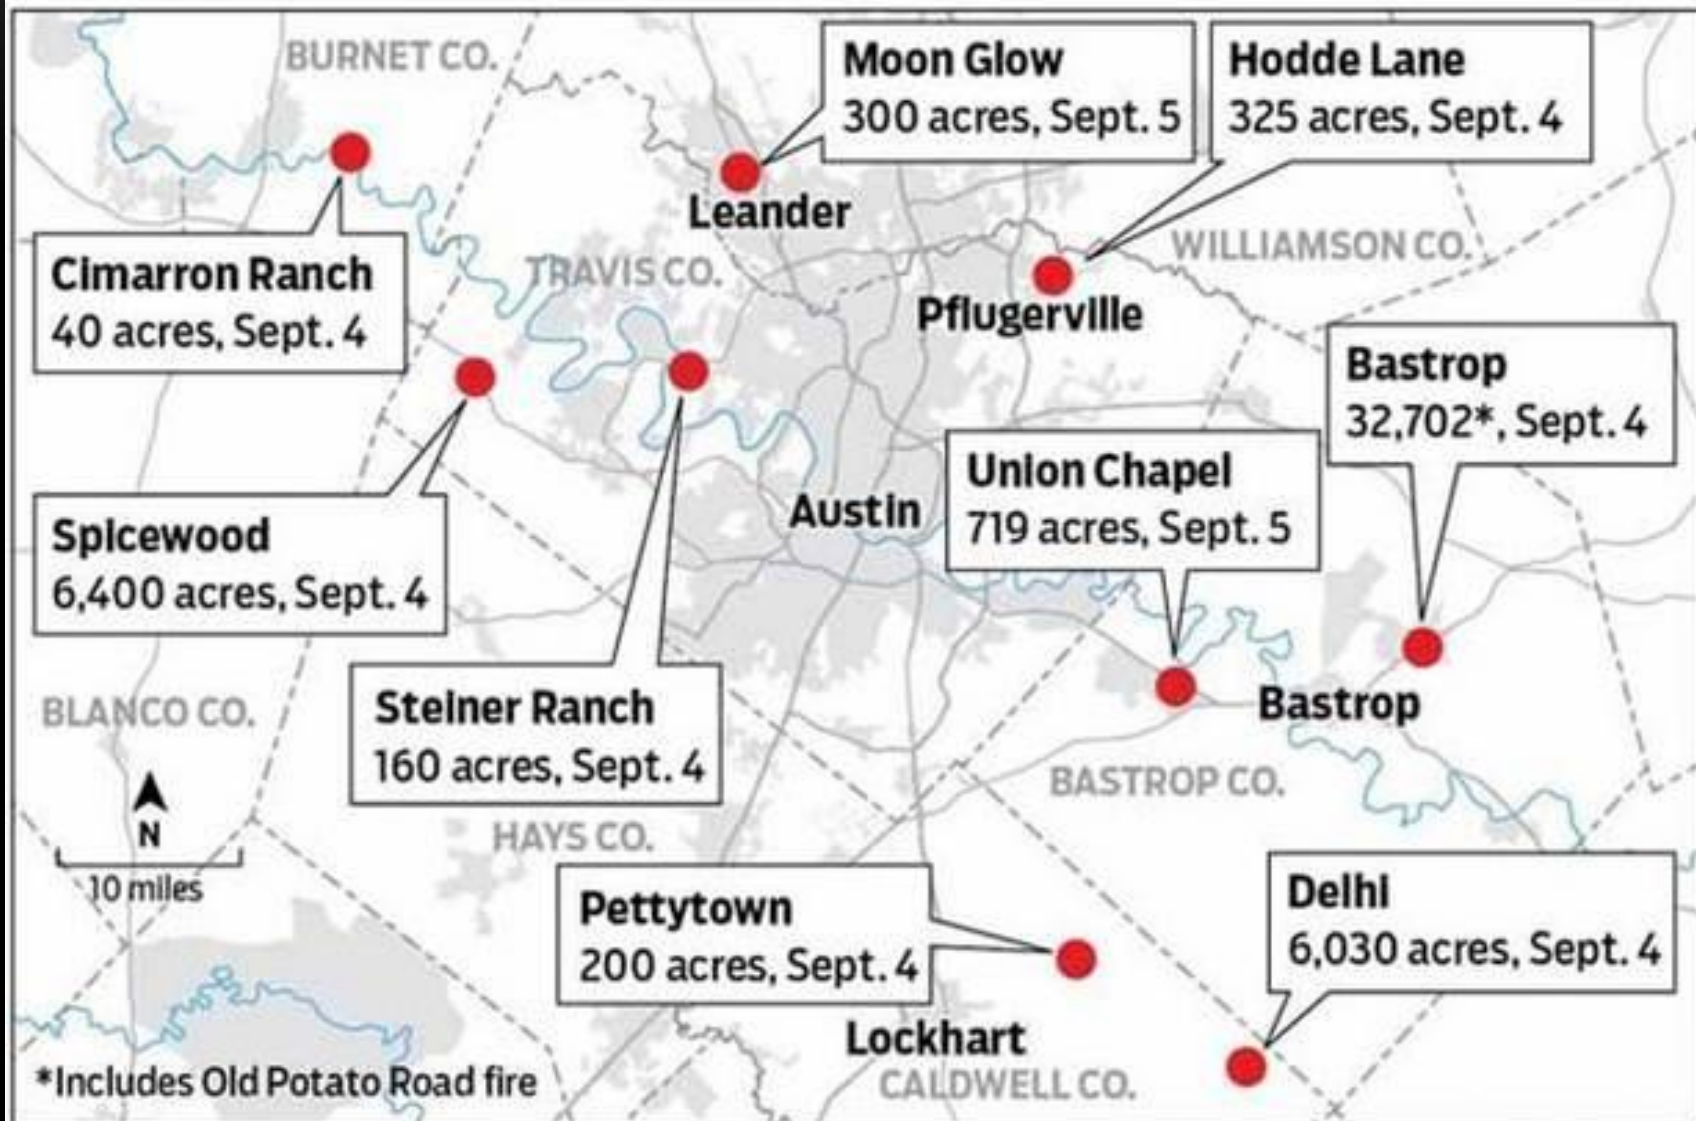 BURNET CO.
Moon Glow
300 acres, Sept. 5
Hodde Lane
325 acres, Sept. 4
Leander
Cimarron Ranch
40 acres, Sept. 4
TRAVIS CO.
WILLIAMSON CO.
Pflugerville
Bastrop
32,702*, Sept. 4
Union Chapel
719 acres, Sept. 5
Austin
Spicewood
6,400 acres, Sept. 4
Steiner Ranch
160 acres, Sept. 4
BLANCO CO.
Bastrop
BASTROP CO.
N
10 miles
HAYS CO.
Pettytown
200 acres, Sept. 4
Delhi
6,030 acres, Sept. 4
Lockhart
CALDWELL CO.
*Includes Old Potato Road fire